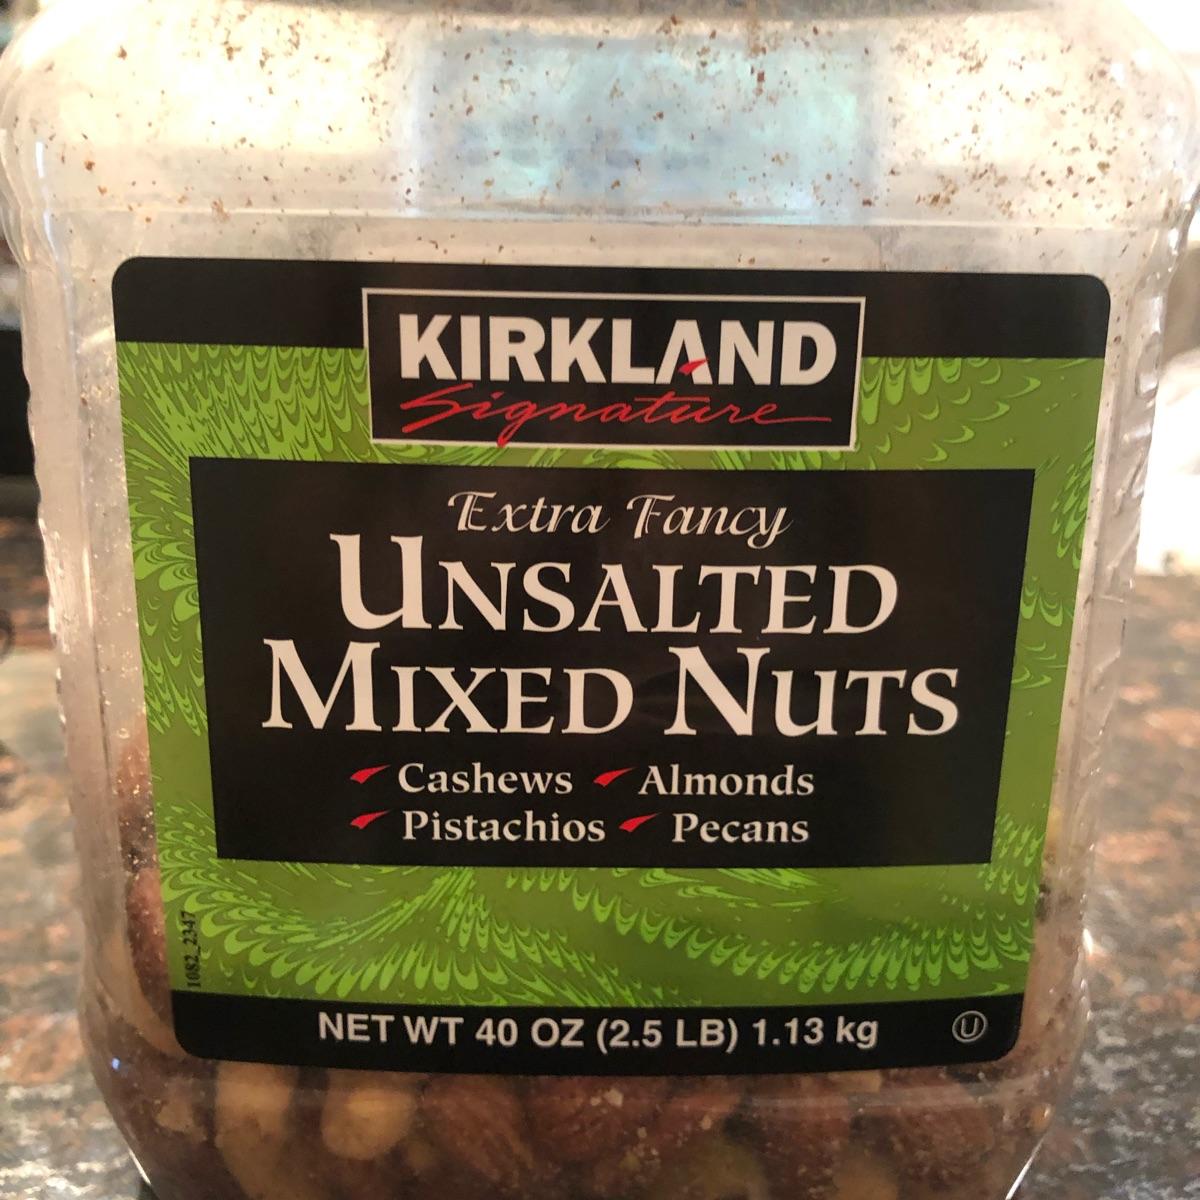 KIRKLAND
Signature
Extra Fancy
UNSALTED
MIXED NUTS
Cashews Almonds
Pistachios Pecans
1082_2347
NET WT 40 OZ (2.5 LB) 1.13 kg U